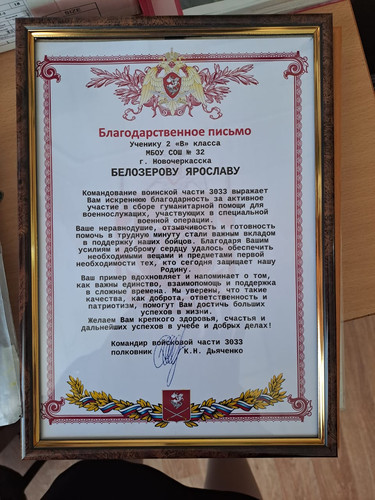 Благодарственное письмо
Ученику 2 «В» класса
МБОУ СОШ № 32
г. Новочеркасска
БЕЛОЗЕРОВУ ЯРОСЛАВУ
Командование воинской части 3033 выражает
Вам искреннюю благодарность за активное
участие в сборе гуманитарной помощи для
военнослужащих, участвующих в специальной
военной операции.
Ваше неравнодушие, отзывчивость и готовность
помочь в трудную минуту стали важным вкладом
в поддержку наших бойцов. Благодаря Вашим
усилиям и доброму сердцу удалось обеспечить
необходимыми вещами и предметами первой
необходимости тех, кто сегодня защищает нашу
Родину.
Ваш пример вдохновляет и напоминает о том,
как важны единство, взаимопомощь и поддержка
в сложные времена. Мы уверены, что такие
качества, как доброта, ответственность и
патриотизм, помогут Вам достичь больших
успехов в жизни.
Желаем Вам крепкого здоровья, счастья и
дальнейших успехов в учебе и добрых делах!
Командир войсковой части 3033
полковник К.Н. Дьяченко